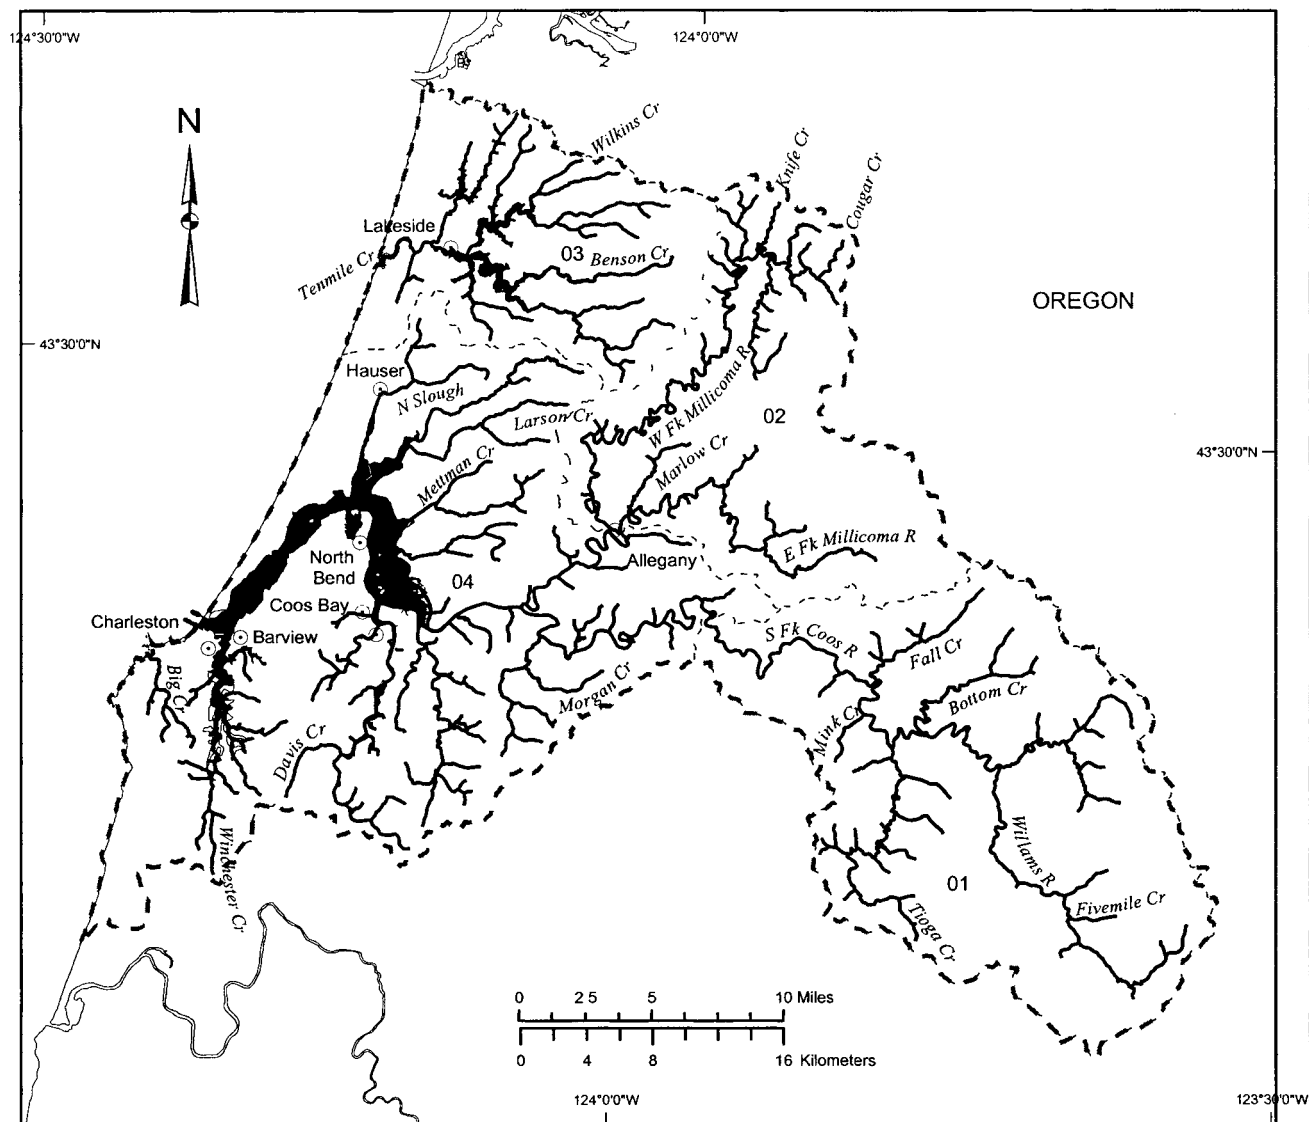 124°30'0"W
124°0'0"W
N
Wilkins Cr
Knife Cr
Cougar Cr
Lakeside
03
Benson Cr
Tenmile Cr
OREGON
43°30'0"N
Hauser
N Slough
W Fk Millicoma R
02
Larson Cr
43°30'0"N
Marlow Cr
Mettman Cr
E Fk Millicoma R
North
Bend
Allegany
04
Coos Bay
Charleston
Barview
S Fk Coos R
Fall Cr
Big Cr
Morgan Cr
Bottom Cr
Mink Cr
Davis Cr
Winchester Cr
Williams R
01
Fivemile Cr
Tioga Cr
0 2 5 5 10 Miles
0 4 8 16 Kilometers
124°0'0"W
123°30'0"W